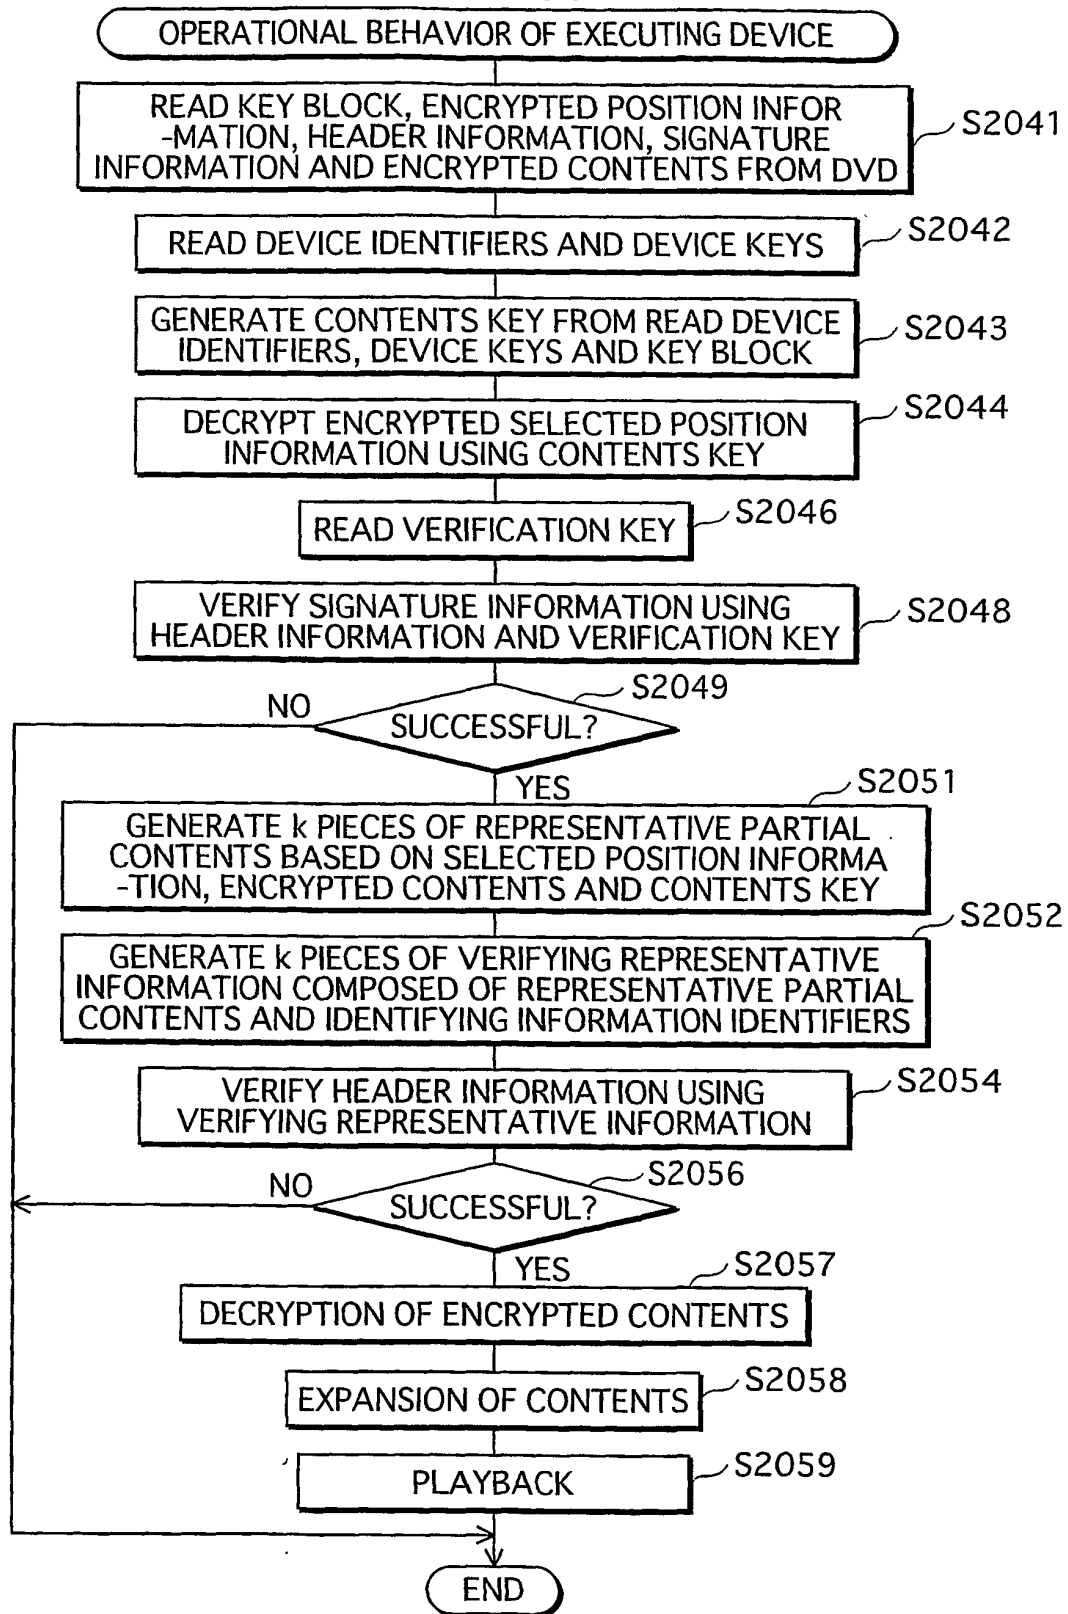 OPERATIONAL BEHAVIOR OF EXECUTING DEVICE
READ KEY BLOCK, ENCRYPTED POSITION INFOR
-MATION, HEADER INFORMATION, SIGNATURE
INFORMATION AND ENCRYPTED CONTENTS FROM DVD
S2041
READ DEVICE IDENTIFIERS AND DEVICE KEYS
S2042
GENERATE CONTENTS KEY FROM READ DEVICE
IDENTIFIERS, DEVICE KEYS AND KEY BLOCK
S2043
DECRYPT ENCRYPTED SELECTED POSITION
INFORMATION USING CONTENTS KEY
S2044
READ VERIFICATION KEY
S2046
VERIFY SIGNATURE INFORMATION USING
HEADER INFORMATION AND VERIFICATION KEY
S2048
SUCCESSFUL?
S2049
NO
YES
GENERATE k PIECES OF REPRESENTATIVE PARTIAL
CONTENTS BASED ON SELECTED POSITION INFORMA
-TION, ENCRYPTED CONTENTS AND CONTENTS KEY
S2051
GENERATE k PIECES OF VERIFYING REPRESENTATIVE
INFORMATION COMPOSED OF REPRESENTATIVE PARTIAL
CONTENTS AND IDENTIFYING INFORMATION IDENTIFIERS
S2052
VERIFY HEADER INFORMATION USING
VERIFYING REPRESENTATIVE INFORMATION
S2054
SUCCESSFUL?
S2056
NO
YES
DECRYPTION OF ENCRYPTED CONTENTS
S2057
EXPANSION OF CONTENTS
S2058
PLAYBACK
S2059
END